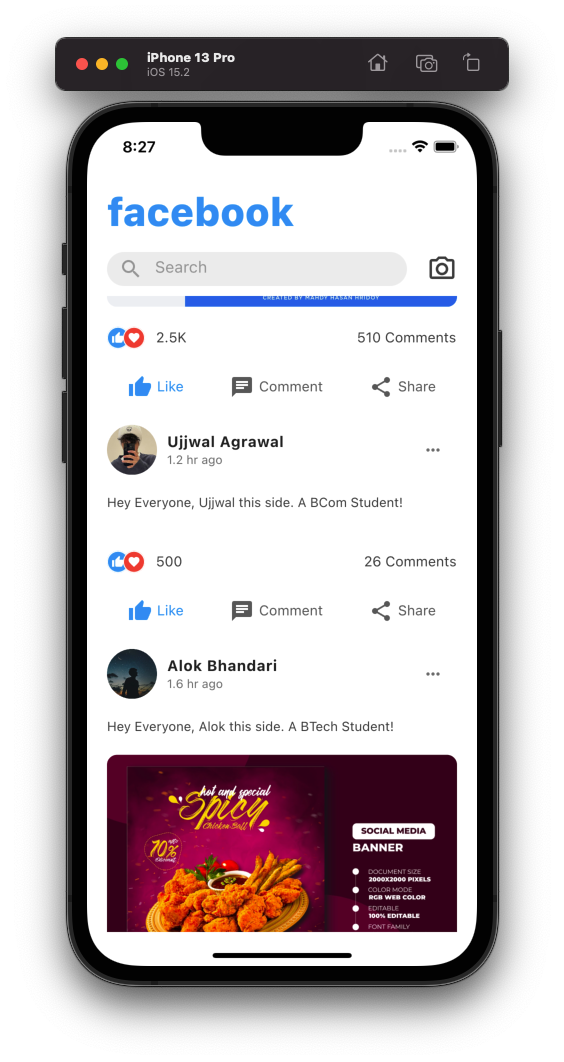 iPhone 13 Pro
iOS 15.2
8:27
facebook
Search
CREATED BY MAHDY HASAN HRIDOY
2.5K 510 Comments
Like Comment Share
Ujjwal Agrawal
1.2 hr ago
Hey Everyone, Ujjwal this side. A BCom Student!
500 26 Comments
Like Comment Share
Alok Bhandari
1.6 hr ago
Hey Everyone, Alok this side. A BTech Student!
hot and special
Spicy
Chicken Ball
70%
SOCIAL MEDIA
BANNER
DOCUMENT SIZE
2000X2000 PIXELS
COLOR MODE
RGB WEB COLOR
EDITABLE
100% EDITABLE
FONT FAMILY